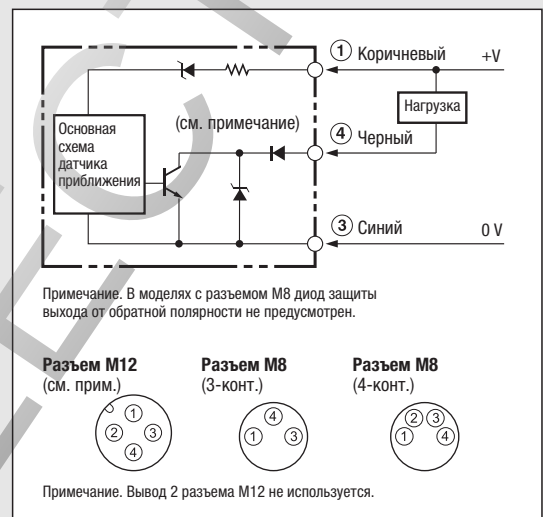 ① Коричневый +V
Нагрузка
(см. примечание)
Основная
схема
датчика
приближения
④ Черный
③ Синий 0 V
Примечание. В моделях с разъемом M8 диод защиты
выхода от обратной полярности не предусмотрен.
Разъем M12 Разъем M8 Разъем M8
(см. прим.) (3-конт.) (4-конт.)
① ② ③ ④
④ ① ③
② ③ ① ④
Примечание. Вывод 2 разъема M12 не используется.